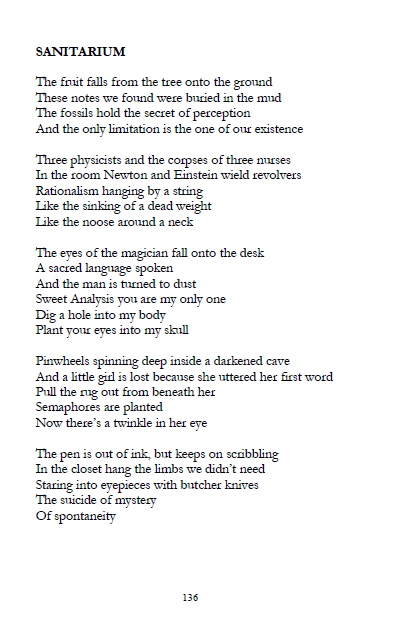 SANITARIUM
The fruit falls from the tree onto the ground
These notes we found were buried in the mud
The fossils hold the secret of perception
And the only limitation is the one of our existence
Three physicists and the corpses of three nurses
In the room Newton and Einstein wield revolvers
Rationalism hanging by a string
Like the sinking of a dead weight
Like the noose around a neck
The eyes of the magician fall onto the desk
A sacred language spoken
And the man is turned to dust
Sweet Analysis you are my only one
Dig a hole into my body
Plant your eyes into my skull
Pinwheels spinning deep inside a darkened cave
And a little girl is lost because she uttered her first word
Pull the rug out from beneath her
Semaphores are planted
Now there's a twinkle in her eye
The pen is out of ink, but keeps on scribbling
In the closet hang the limbs we didn't need
Staring into eyepieces with butcher knives
The suicide of mystery
Of spontaneity
136